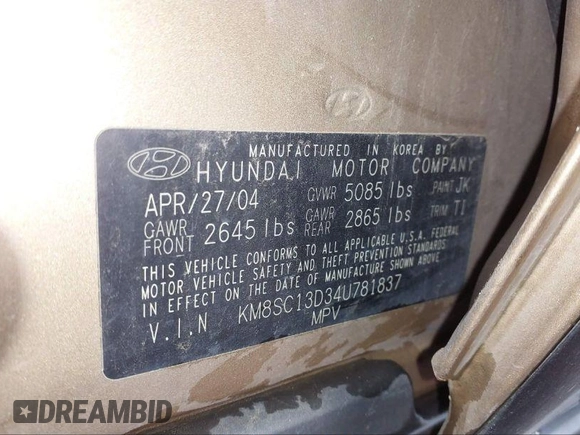 MANUFACTURED IN KOREA BY
HYUNDAI MOTOR COMPANY
APR/27/04 GVWR 5085 lbs PAINT JK
GAWR FRONT 2645 lbs GAWR REAR 2865 lbs TRIM TI
THIS VEHICLE CONFORMS TO ALL APPLICABLE U.S.A. FEDERAL
MOTOR VEHICLE SAFETY AND THEFT PREVENTION STANDARDS
IN EFFECT ON THE DATE OF MANUFACTURE SHOWN ABOVE.
V.I.N KM8SC13D34U781837
MPV
DREAMBID